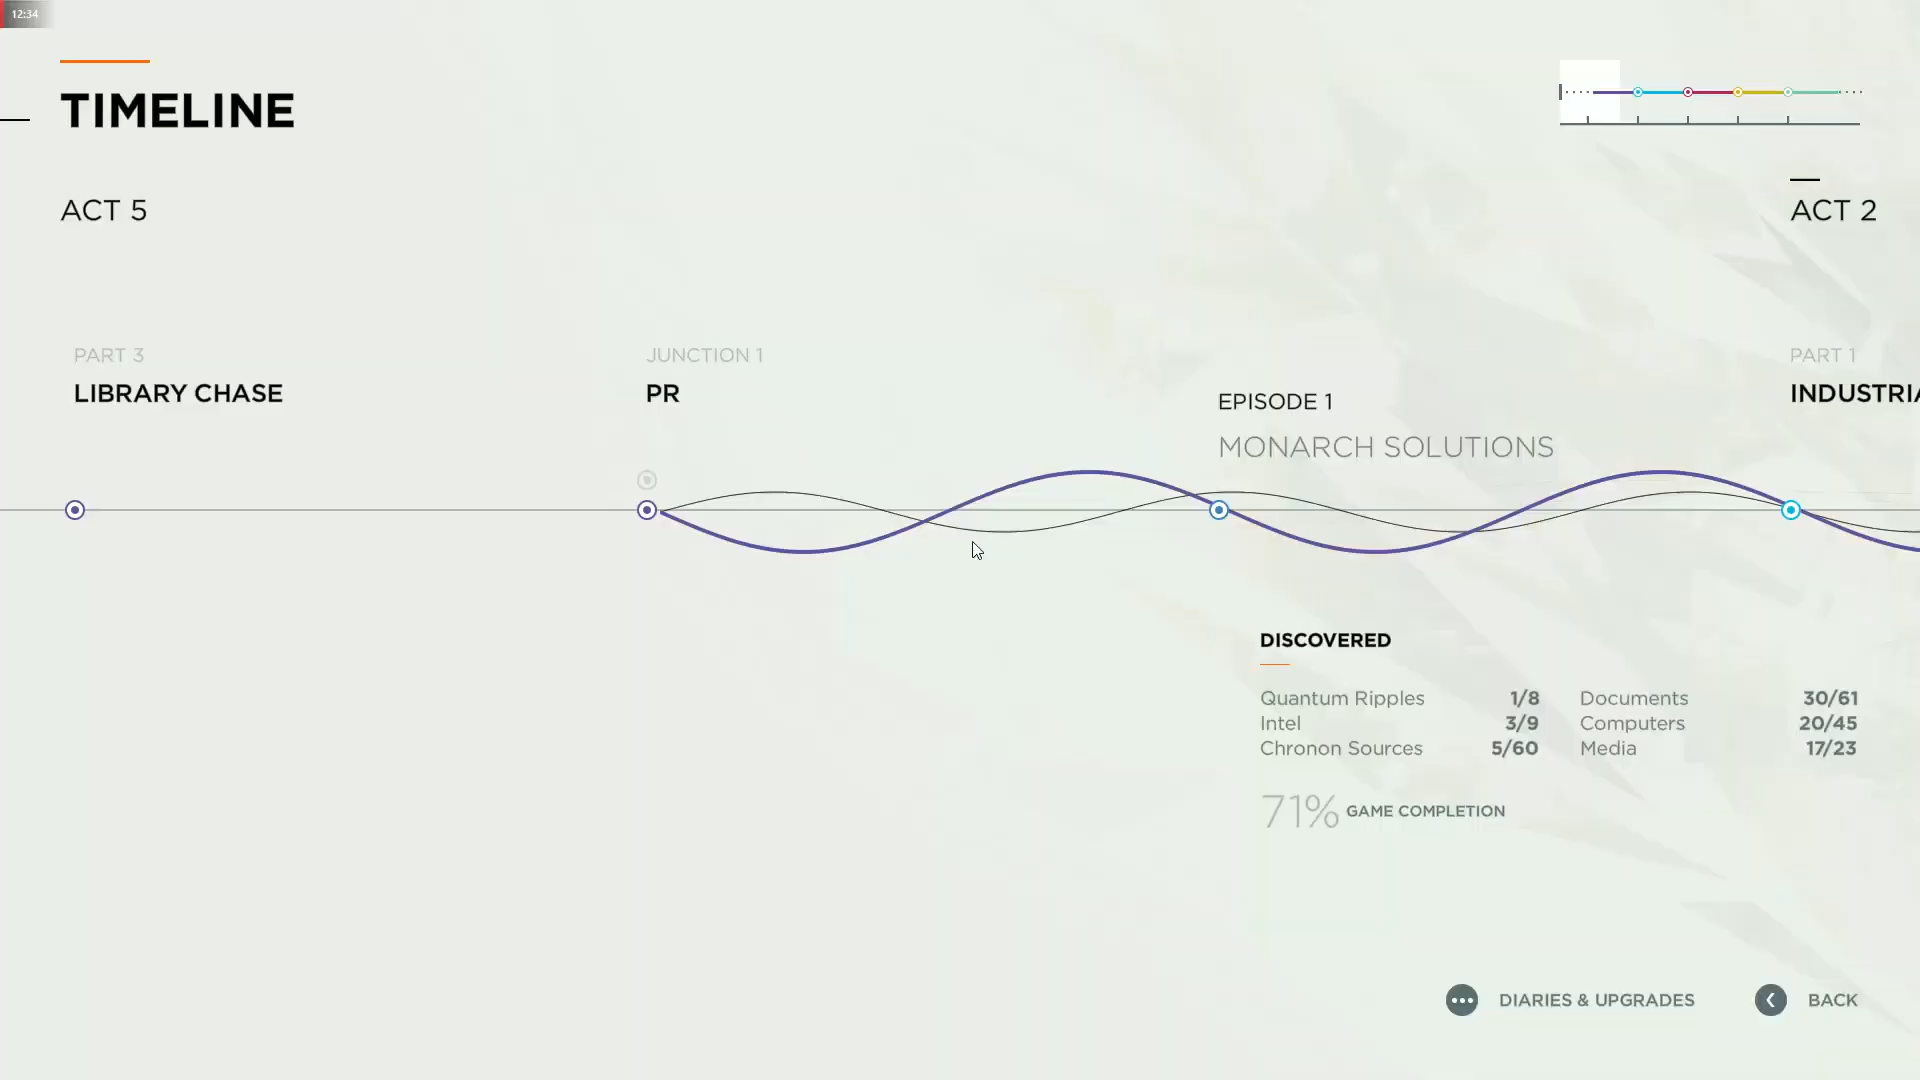 12:34
TIMELINE
ACT 5
ACT 2
PART 3
LIBRARY CHASE
JUNCTION 1
PR
EPISODE 1
MONARCH SOLUTIONS
PART 1
INDUSTRIA
DISCOVERED
Quantum Ripples 1/8
Intel 3/9
Chronon Sources 5/60
Documents 30/61
Computers 20/45
Media 17/23
71% GAME COMPLETION
DIARIES & UPGRADES
BACK